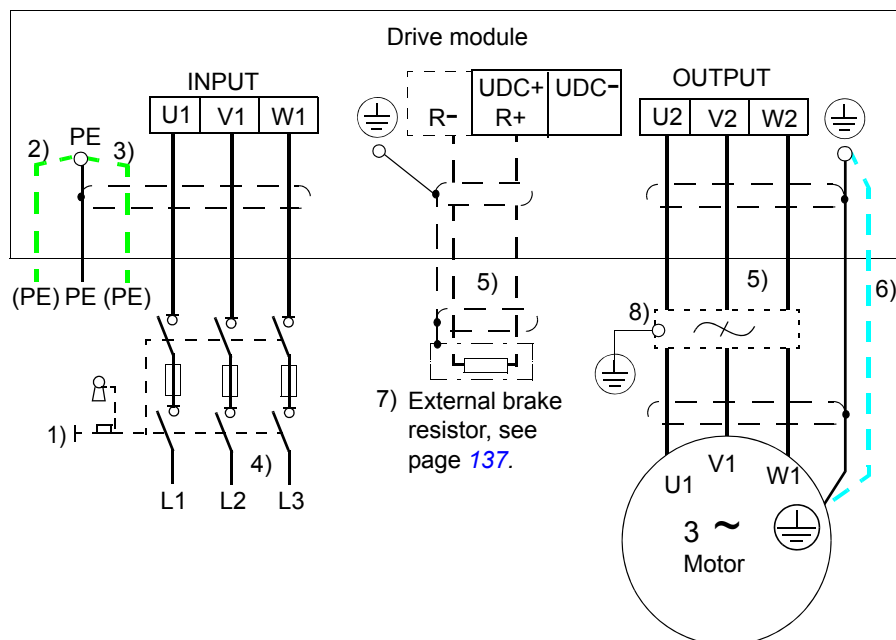 Drive module
INPUT
U1 V1 W1
R- UDC+ UDC-
R+
OUTPUT
U2 V2 W2
2) PE 3)
(PE) PE (PE)
5)
5)
6)
8)
1)
4)
L1 L2 L3
7) External brake
resistor, see
page 137.
U1 V1 W1
3 ~
Motor